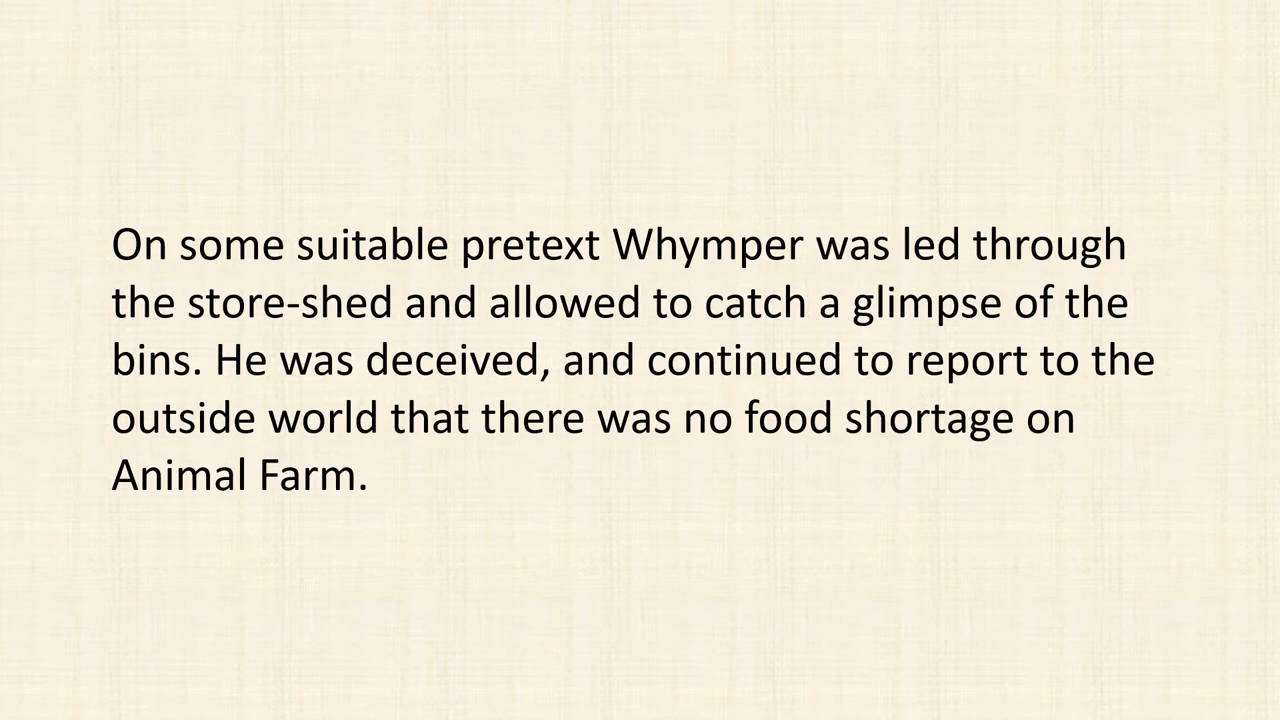 On some suitable pretext Whymper was led through
the store-shed and allowed to catch a glimpse of the
bins. He was deceived, and continued to report to the
outside world that there was no food shortage on
Animal Farm.